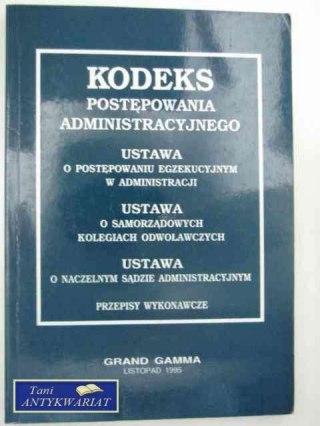 KODEKS
POSTĘPOWANIA
ADMINISTRACYJNEGO
USTAWA
O POSTĘPOWANIU EGZEKUCYJNYM
W ADMINISTRACJI
USTAWA
O SAMORZĄDOWYCH
KOLEGIACH ODWOŁAWCZYCH
USTAWA
O NACZELNYM SĄDZIE ADMINISTRACYJNYM
PRZEPISY WYKONAWCZE
GRAND GAMMA
LISTOPAD 1995
Tani
ANTYKWARIAT